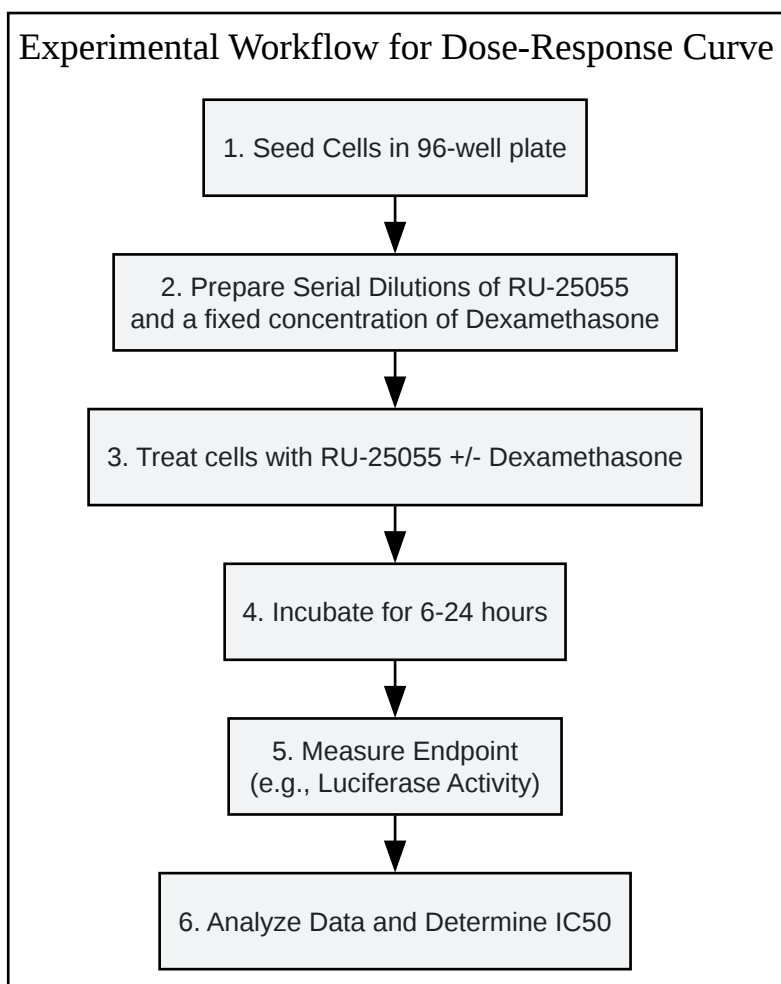 Experimental Workflow for Dose-Response Curve
1. Seed Cells in 96-well plate
2. Prepare Serial Dilutions of RU-25055
and a fixed concentration of Dexamethasone
3. Treat cells with RU-25055 +/- Dexamethasone
4. Incubate for 6-24 hours
5. Measure Endpoint
(e.g., Luciferase Activity)
6. Analyze Data and Determine IC50